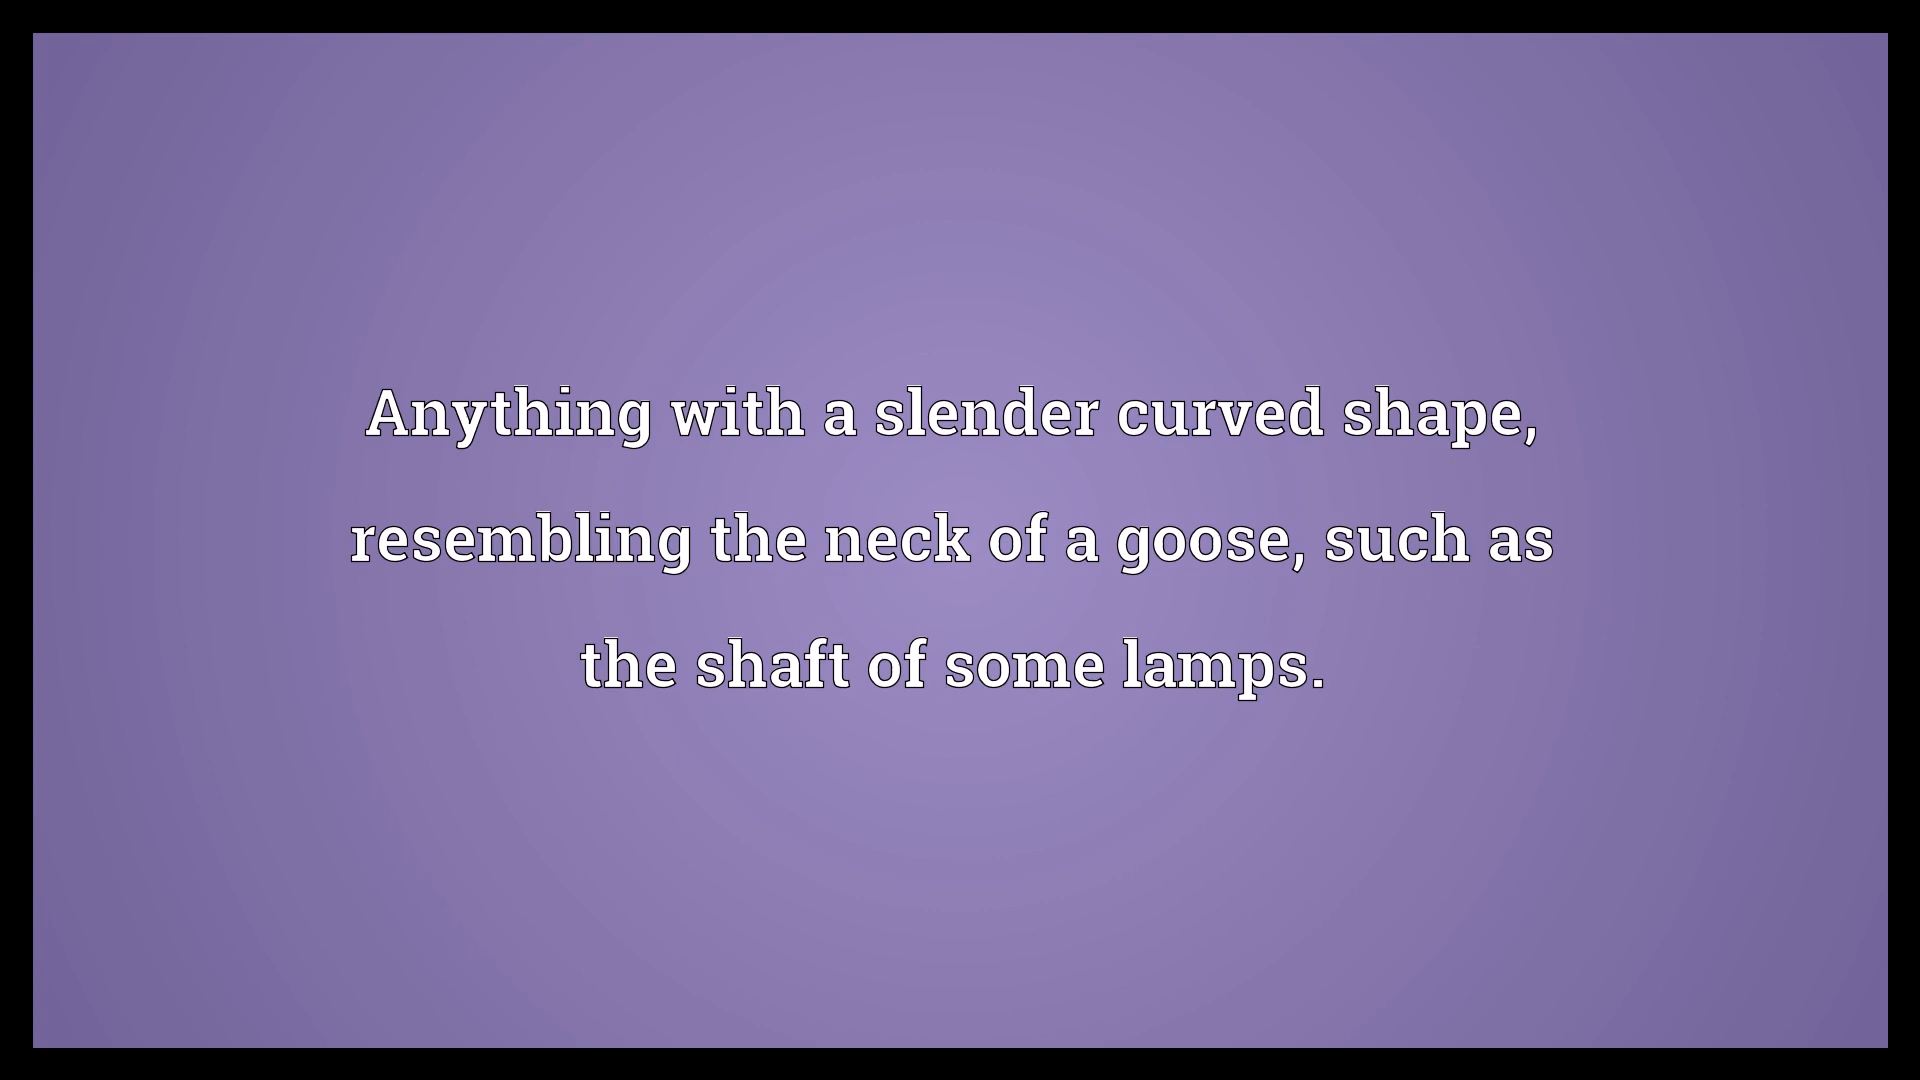 Anything with a slender curved shape,
resembling the neck of a goose, such as
the shaft of some lamps.